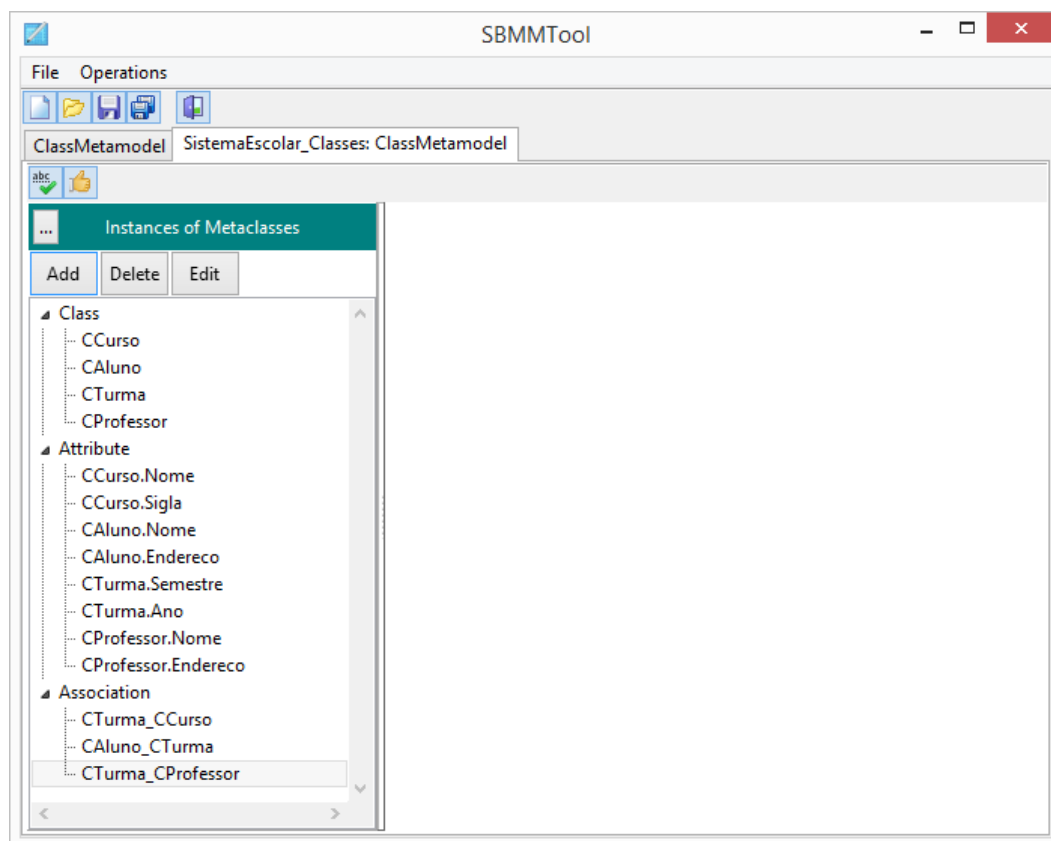 SBMMTool
File Operations
ClassMetamodel SistemaEscolar_Classes: ClassMetamodel
abc
... Instances of Metaclasses
Add Delete Edit
Class
CCurso
CAluno
CTurma
CProfessor
Attribute
CCurso.Nome
CCurso.Sigla
CAluno.Nome
CAluno.Endereco
CTurma.Semestre
CTurma.Ano
CProfessor.Nome
CProfessor.Endereco
Association
CTurma_CCurso
CAluno_CTurma
CTurma_CProfessor